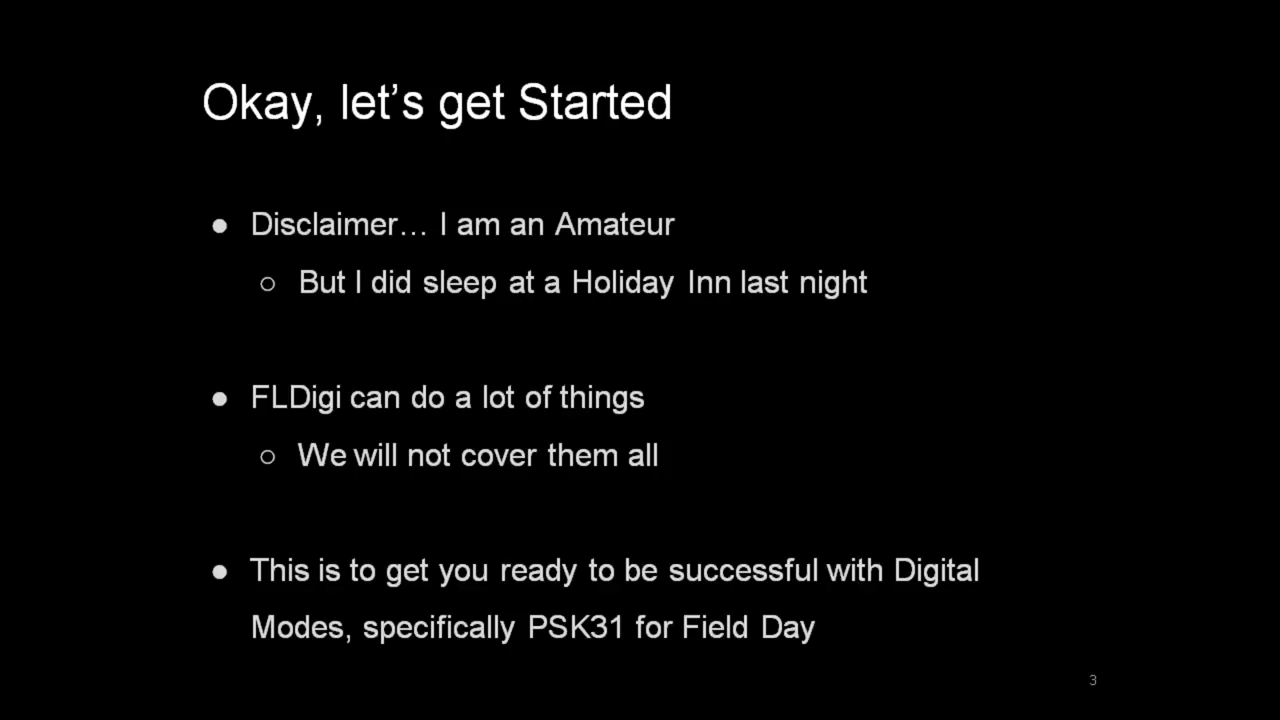 Okay, let’s get Started
● Disclaimer… I am an Amateur
○ But I did sleep at a Holiday Inn last night
● FLDigi can do a lot of things
○ We will not cover them all
● This is to get you ready to be successful with Digital
Modes, specifically PSK31 for Field Day
3